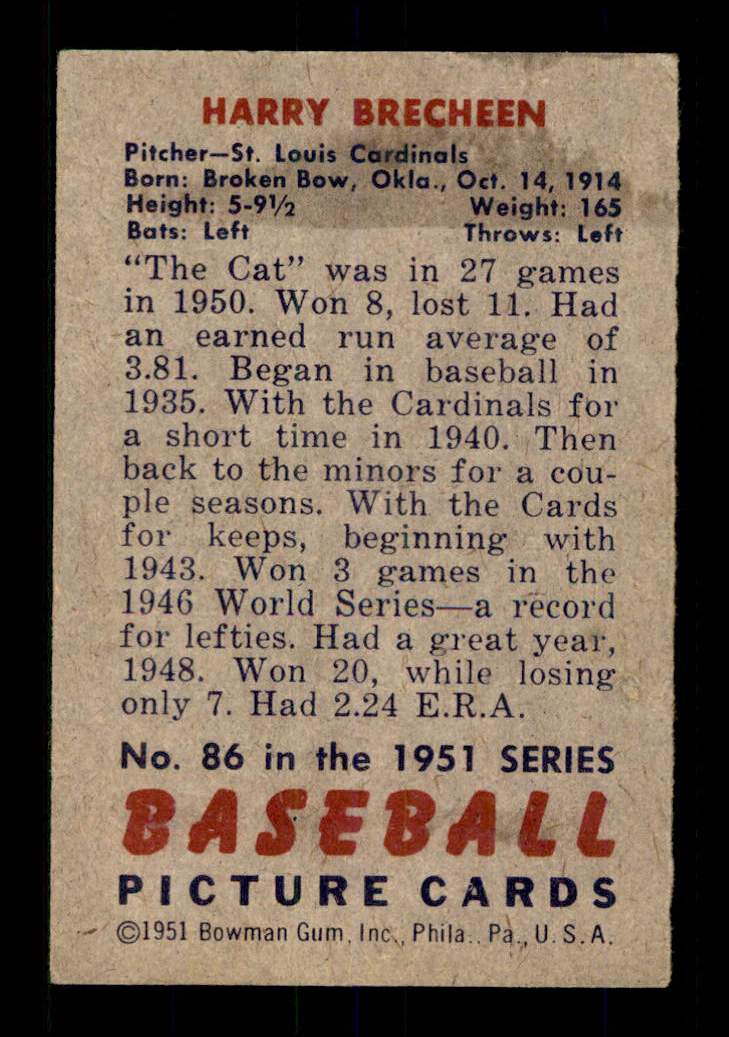 HARRY BRECHEEN
Pitcher—St. Louis Cardinals
Born: Broken Bow, Okla., Oct. 14, 1914
Height: 5-9½ Weight: 165
Bats: Left Throws: Left
“The Cat” was in 27 games
in 1950. Won 8, lost 11. Had
an earned run average of
3.81. Began in baseball in
1935. With the Cardinals for
a short time in 1940. Then
back to the minors for a cou-
ple seasons. With the Cards
for keeps, beginning with
1943. Won 3 games in the
1946 World Series—a record
for lefties. Had a great year,
1948. Won 20, while losing
only 7. Had 2.24 E.R.A.
No. 86 in the 1951 SERIES
BASEBALL
PICTURE CARDS
©1951 Bowman Gum, Inc., Phila., Pa., U.S.A.